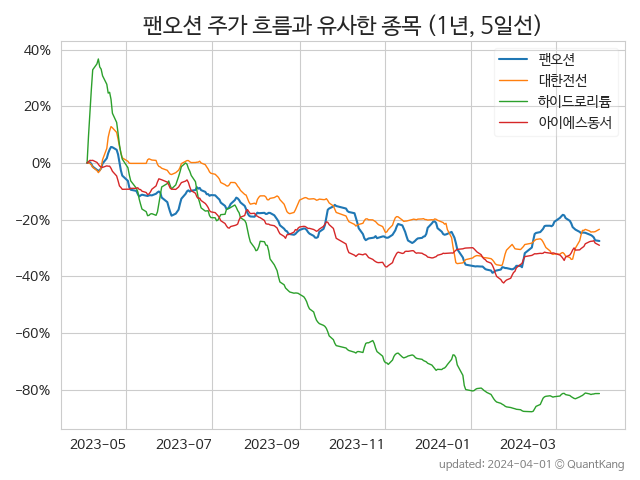 팬오션 주가 흐름과 유사한 종목 (1년, 5일선)
팬오션
대한전선
하이드로리튬
아이에스동서
40%
20%
0%
−20%
−40%
−60%
−80%
2023-05 2023-07 2023-09 2023-11 2024-01 2024-03
updated: 2024-04-01 © QuantKang